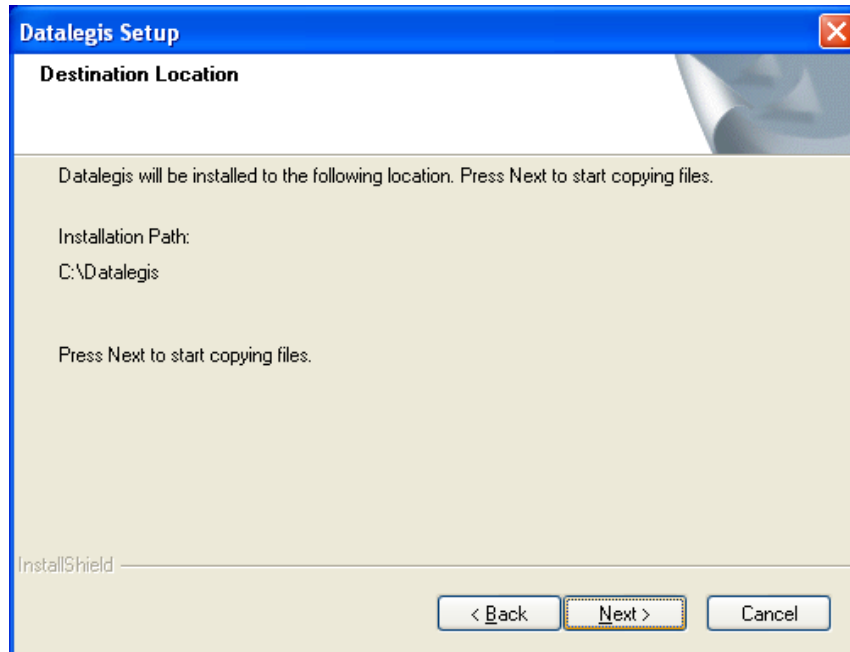 Datalegis Setup
Destination Location
Datalegis will be installed to the following location. Press Next to start copying files.
Installation Path:
C:\Datalegis
Press Next to start copying files.
InstallShield
< Back Next > Cancel